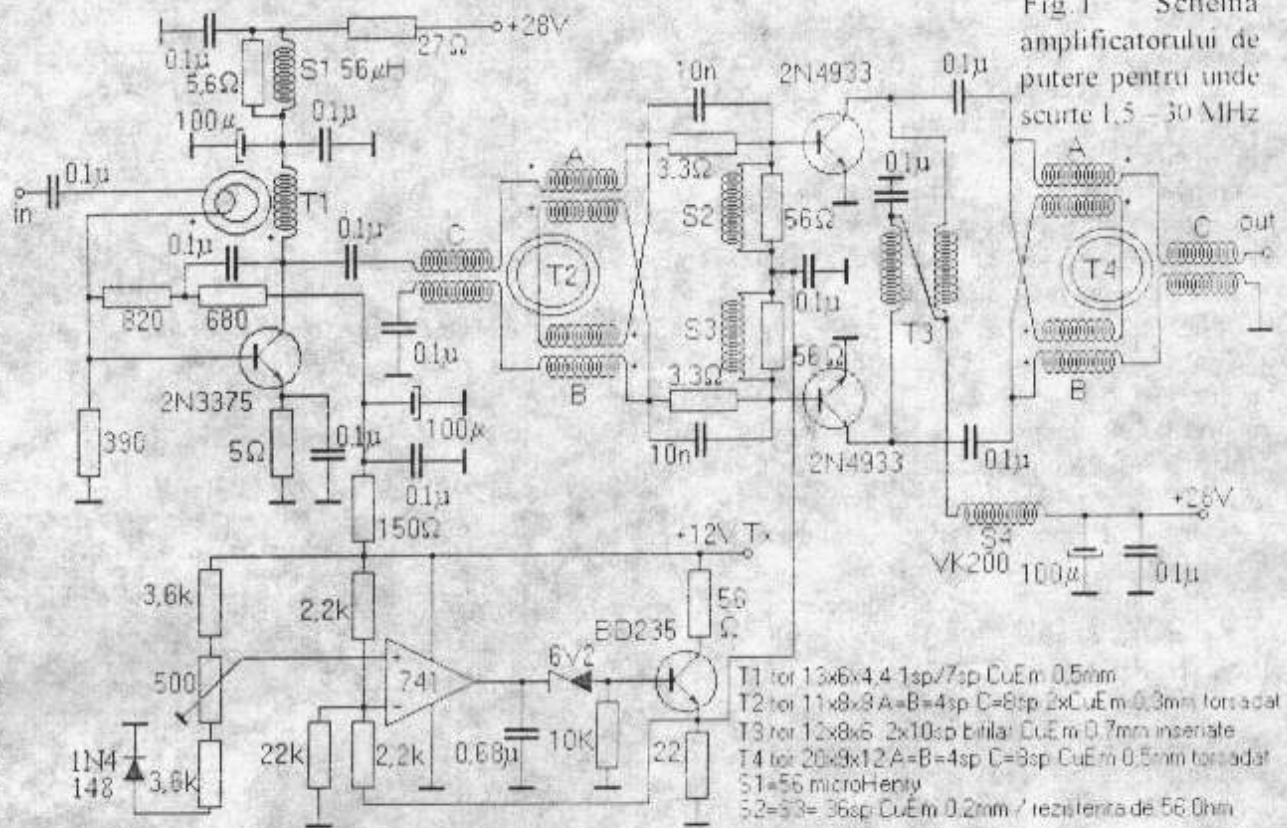 Fig.1 Schema
amplificatorului de
putere pentru unde
scurte 1,5 – 30 MHz
+28V
0.1µ
27Ω
5,6Ω
S1 56µH
100µ
0.1µ
0.1µ
in
T1
0.1µ
0.1µ
820
680
2N3375
390
5Ω
0.1µ
0.1µ
100µ
0.1µ
150Ω
C
T2
A
B
10n
3.3Ω
S2
56Ω
0.1µ
S3
56Ω
3.3Ω
10n
2N4933
2N4933
0.1µ
0.1µ
T3
0.1µ
A
T4
B
C
out
+28V
S4
VK200
100µ
0.1µ
+12V Tx
3,6k
2,2k
56
Ω
BD235
500
+
741
−
6V2
1N4
148
3,6k
22k
2,2k
0.68µ
10K
22
T1 tor 13x6x4,4 1sp/7sp CuEm 0,5mm
T2 tor 11x8x8 A=B=4sp C=8sp 2xCuEm 0,3mm torsadat
T3 tor 12x8x6 2x10sp bifilar CuEm 0.7mm inseriate
T4 tor 20x9x12 A=B=4sp C=8sp CuEm 0,5mm torsadat
S1=56 microHenry
S2=S3= 36sp CuEm 0.2mm / rezistenta de 56 Ohm